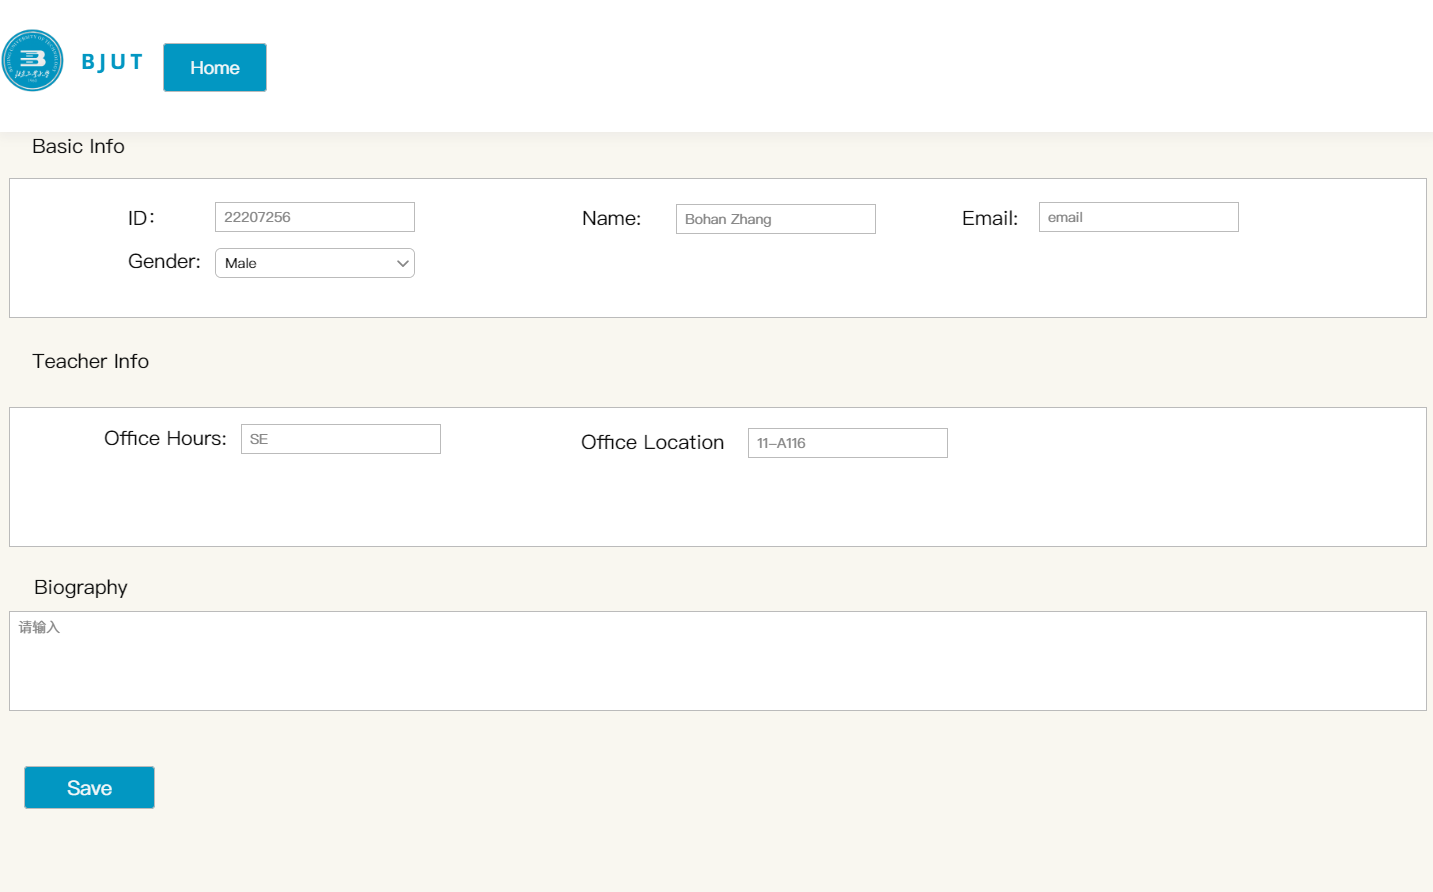 BJUT
Home
Basic Info
ID：
22207256
Name:
Bohan Zhang
Email:
email
Gender:
Male
Teacher Info
Office Hours:
SE
Office Location
11-A116
Biography
请输入
Save